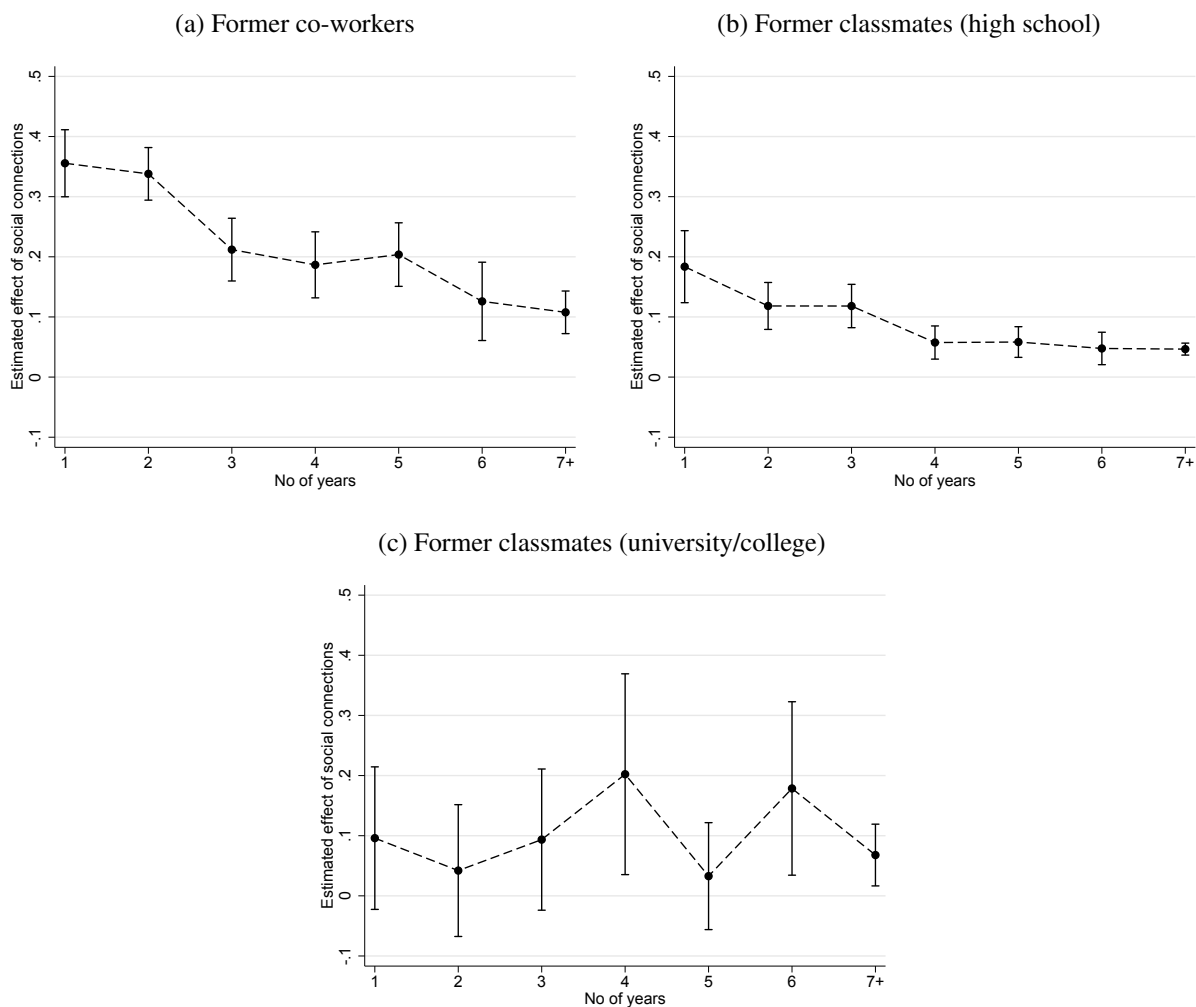 (a) Former co-workers
Estimated effect of social connections
.5
.4
.3
.2
.1
0
-.1
1 2 3 4 5 6 7+
No of years
(b) Former classmates (high school)
Estimated effect of social connections
.5
.4
.3
.2
.1
0
-.1
1 2 3 4 5 6 7+
No of years
(c) Former classmates (university/college)
Estimated effect of social connections
.5
.4
.3
.2
.1
0
-.1
1 2 3 4 5 6 7+
No of years